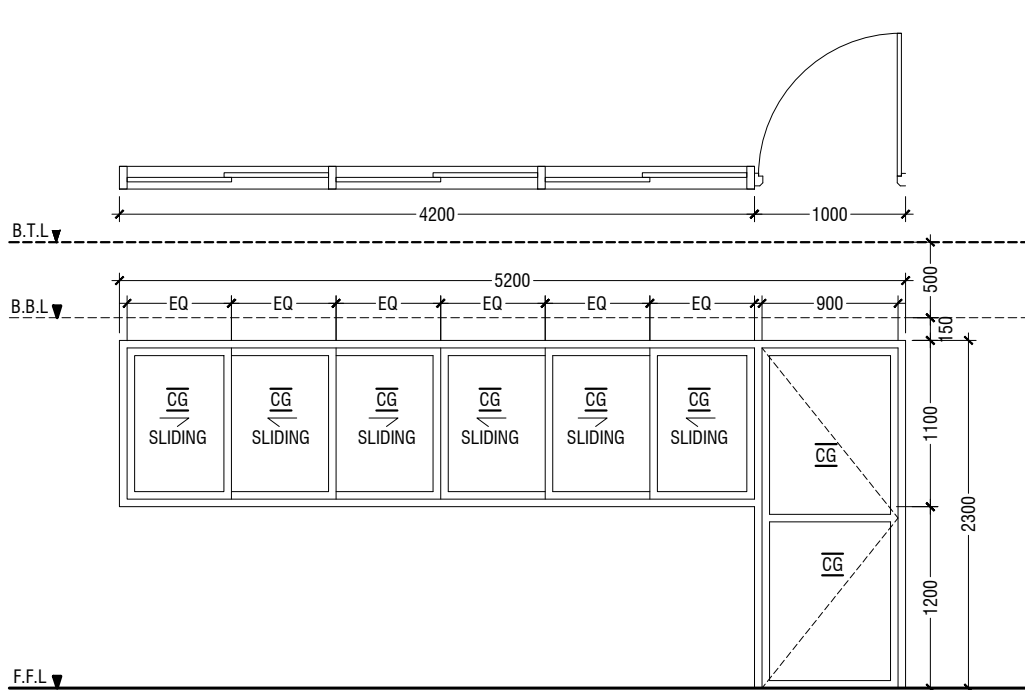 4200 1000
B.T.L
5200
500
B.B.L EQ EQ EQ EQ EQ EQ 900
150
CG CG CG CG CG CG
SLIDING SLIDING SLIDING SLIDING SLIDING SLIDING
1100
CG
2300
CG
1200
F.F.L